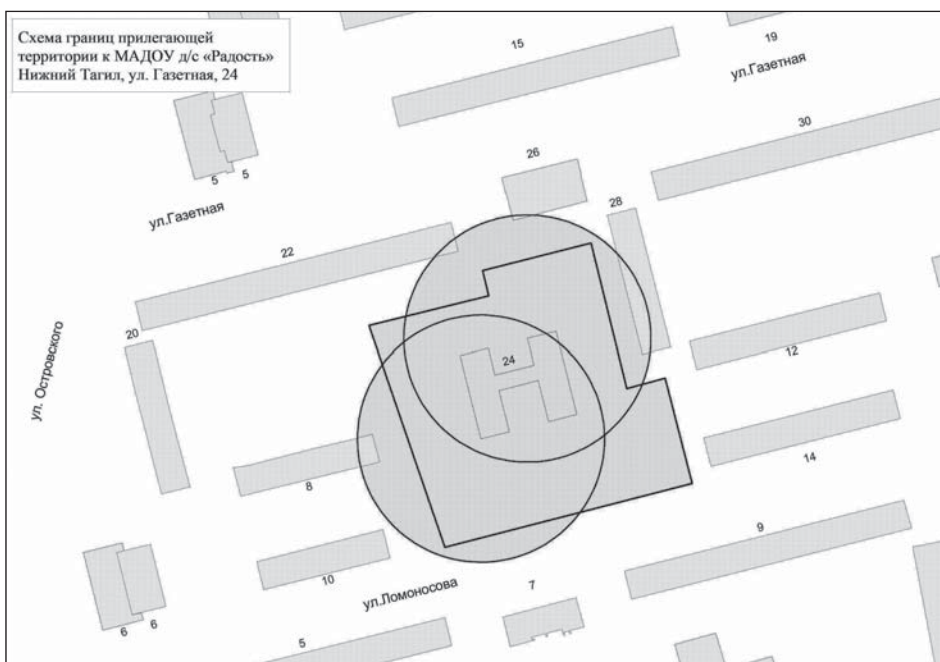 Схема границ прилегающей
территории к МАДОУ д/с «Радость»
Нижний Тагил, ул. Газетная, 24
15
19
ул.Газетная
30
26
5
5
28
ул.Газетная
22
20
ул. Островского
24
12
14
8
9
10
ул.Ломоносова
7
6
6
5